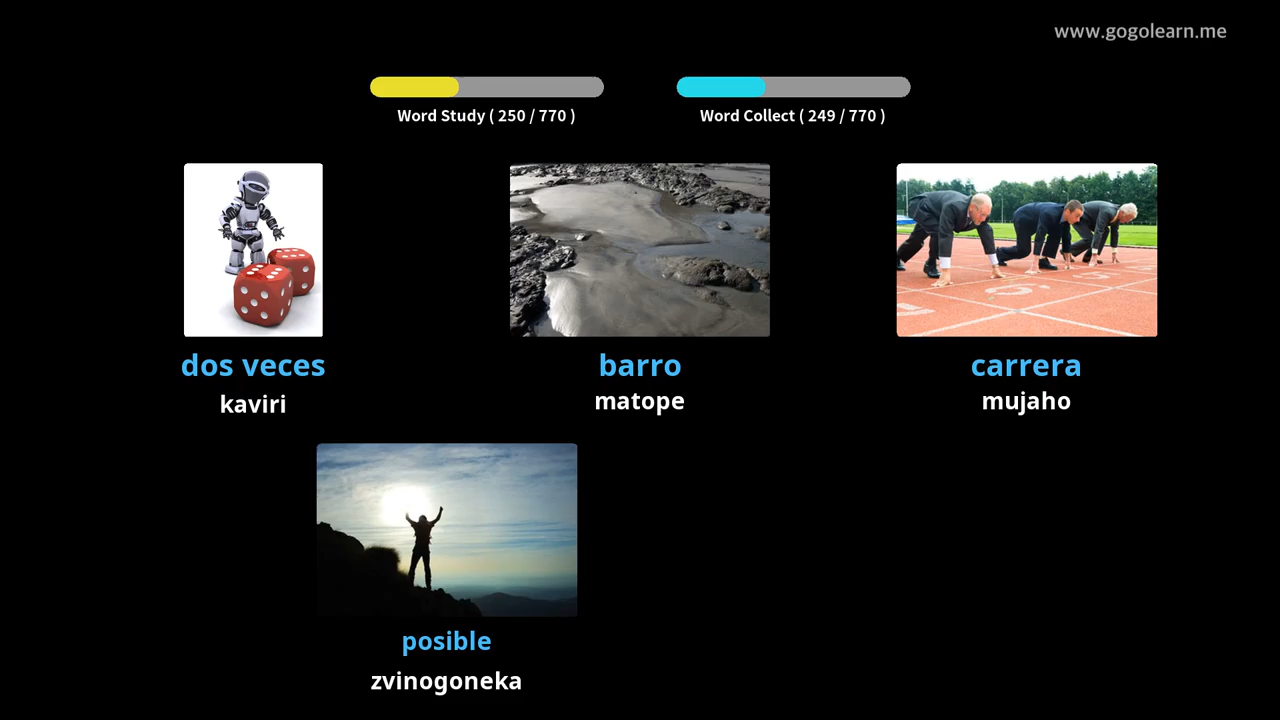 www.gogolearn.me
Word Study ( 250 / 770 )
Word Collect ( 249 / 770 )
dos veces
kaviri
barro
matope
carrera
mujaho
posible
zvinogoneka